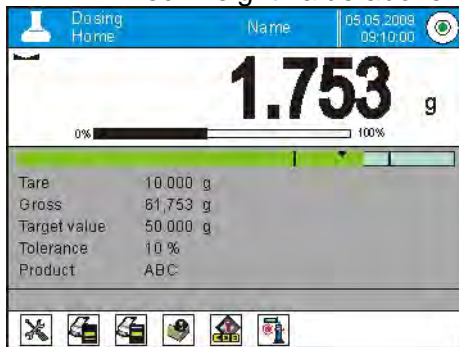 Dosing
Home
Name
05.05.2009
09:10:00
1.753 g
0% 100%
Tare 10.000 g
Gross 61,753 g
Target value 50.000 g
Tolerance 10 %
Product ABC